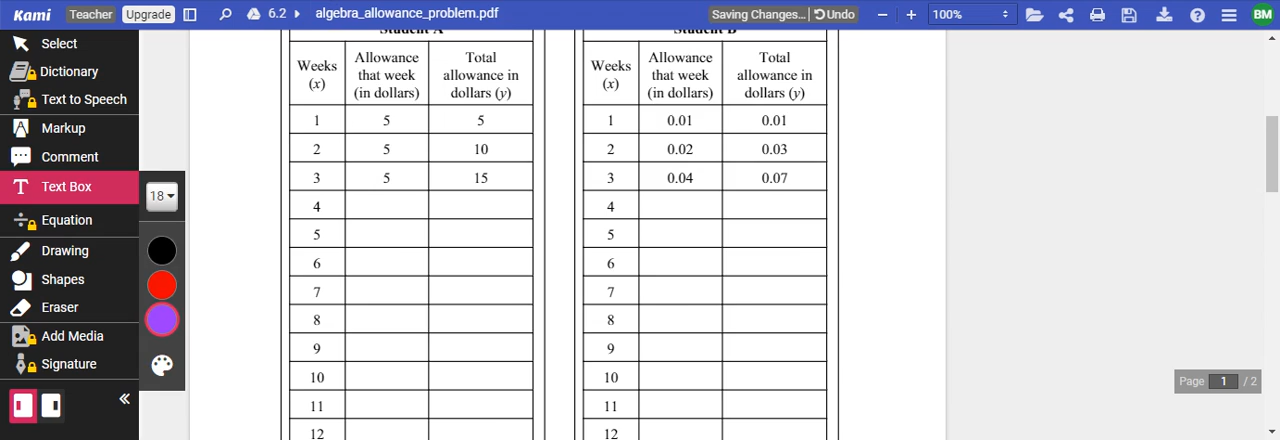 Kami Teacher Upgrade 6.2 algebra_allowance_problem.pdf Saving Changes... Undo 100% BM
Select
Dictionary
Text to Speech
Markup
Comment
Text Box
Equation
Drawing
Shapes
Eraser
Add Media
Signature
18
Student A
Weeks (x) Allowance that week (in dollars) Total allowance in dollars (y)
1 5 5
2 5 10
3 5 15
4
5
6
7
8
9
10
11
12
Student B
Weeks (x) Allowance that week (in dollars) Total allowance in dollars (y)
1 0.01 0.01
2 0.02 0.03
3 0.04 0.07
4
5
6
7
8
9
10
11
12
Page 1 / 2